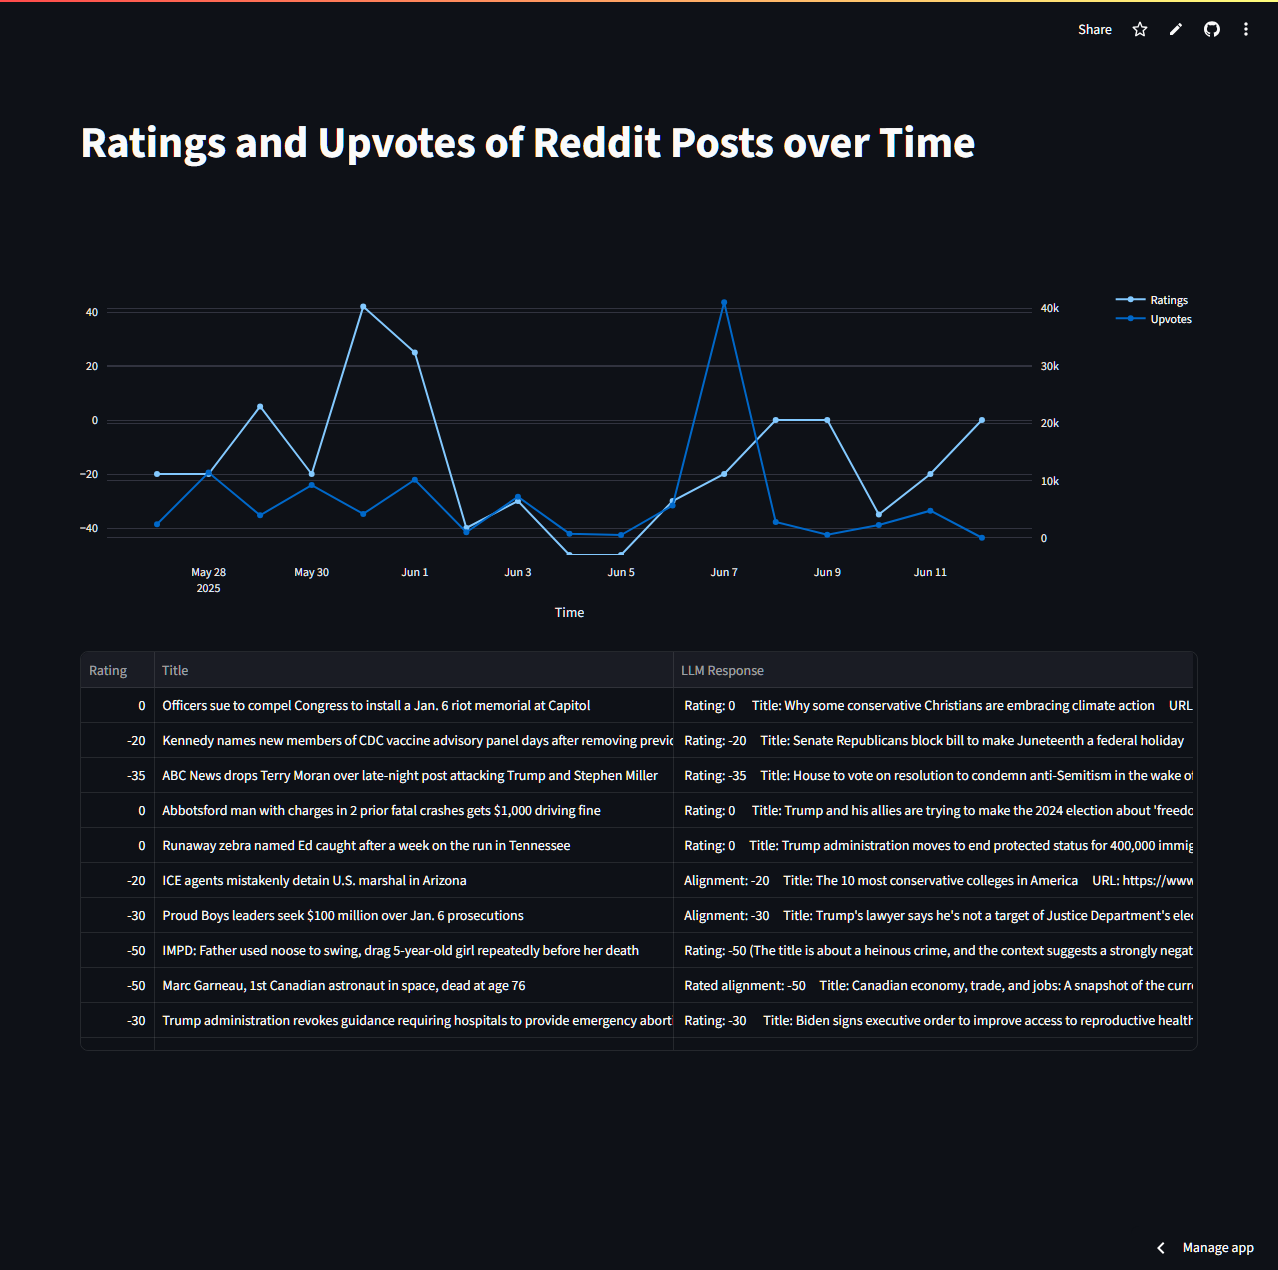 Share
Ratings and Upvotes of Reddit Posts over Time
40
20
0
−20
−40
40k
30k
20k
10k
0
Ratings
Upvotes
May 28
2025
May 30
Jun 1
Jun 3
Jun 5
Jun 7
Jun 9
Jun 11
Time
Rating Title LLM Response
0 Officers sue to compel Congress to install a Jan. 6 riot memorial at Capitol Rating: 0 Title: Why some conservative Christians are embracing climate action URL
-20 Kennedy names new members of CDC vaccine advisory panel days after removing Rating: -20 Title: Senate Republicans block bill to make Juneteenth a federal holiday
-35 ABC News drops Terry Moran over late-night post attacking Trump and Stephen Miller Rating: -35 Title: House to vote on resolution to condemn anti-Semitism in the wake
0 Abbotsford man with charges in 2 prior fatal crashes gets $1,000 driving fine Rating: 0 Title: Trump and his allies are trying to make the 2024 election about
0 Runaway zebra named Ed caught after a week on the run in Tennessee Rating: 0 Title: Trump administration moves to end protected status for 400,000
-20 ICE agents mistakenly detain U.S. marshal in Arizona Alignment: -20 Title: The 10 most conservative colleges in America URL: https://www
-30 Proud Boys leaders seek $100 million over Jan. 6 prosecutions Alignment: -30 Title: Trump's lawyer says he's not a target of Justice Department's
-50 IMPD: Father used noose to swing, drag 5-year-old girl repeatedly before her death Rating: -50 (The title is about a heinous crime, and the context suggests a strongly
-50 Marc Garneau, 1st Canadian astronaut in space, dead at age 76 Rated alignment: -50 Title: Canadian economy, trade, and jobs: A snapshot of the
-30 Trump administration revokes guidance requiring hospitals to provide emergency Rating: -30 Title: Biden signs executive order to improve access to reproductive health
Manage app